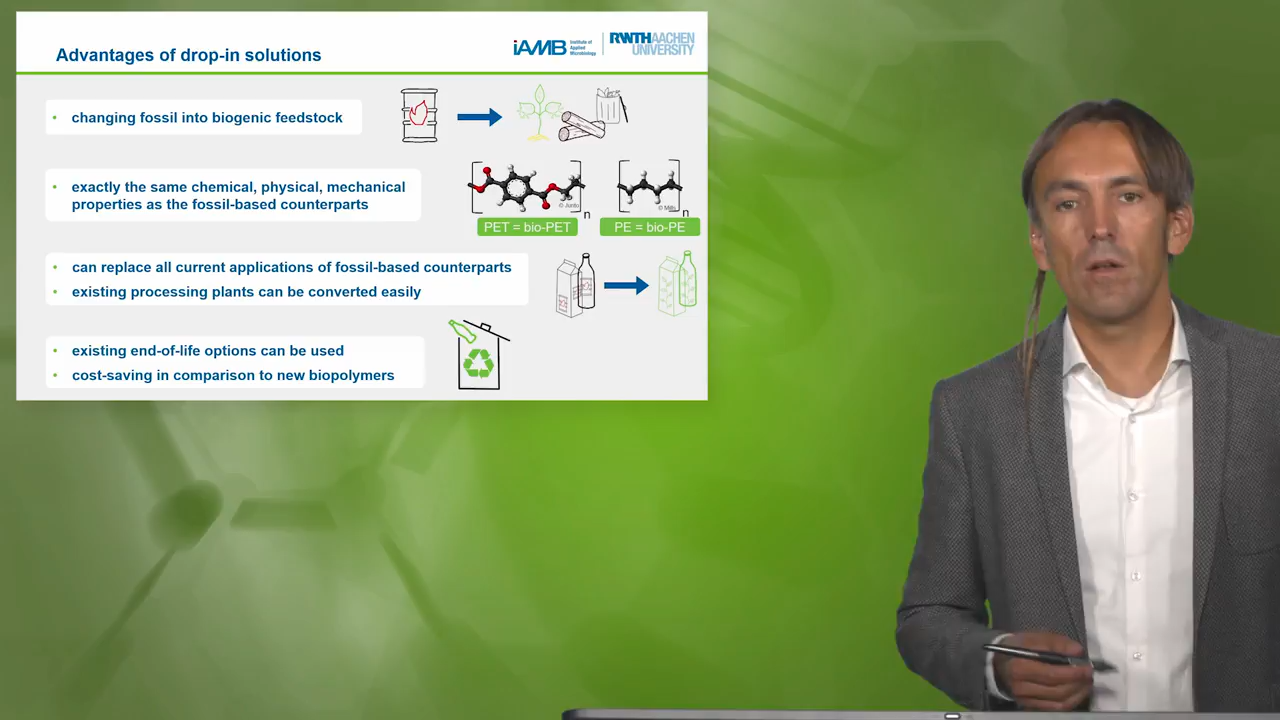 Advantages of drop-in solutions
iAMB
Institute of
Applied
Microbiology
RWTHAACHEN
UNIVERSITY
• changing fossil into biogenic feedstock
• exactly the same chemical, physical, mechanical
properties as the fossil-based counterparts
© Junto
n
© Mills
n
PET = bio-PET
PE = bio-PE
• can replace all current applications of fossil-based counterparts
• existing processing plants can be converted easily
• existing end-of-life options can be used
• cost-saving in comparison to new biopolymers